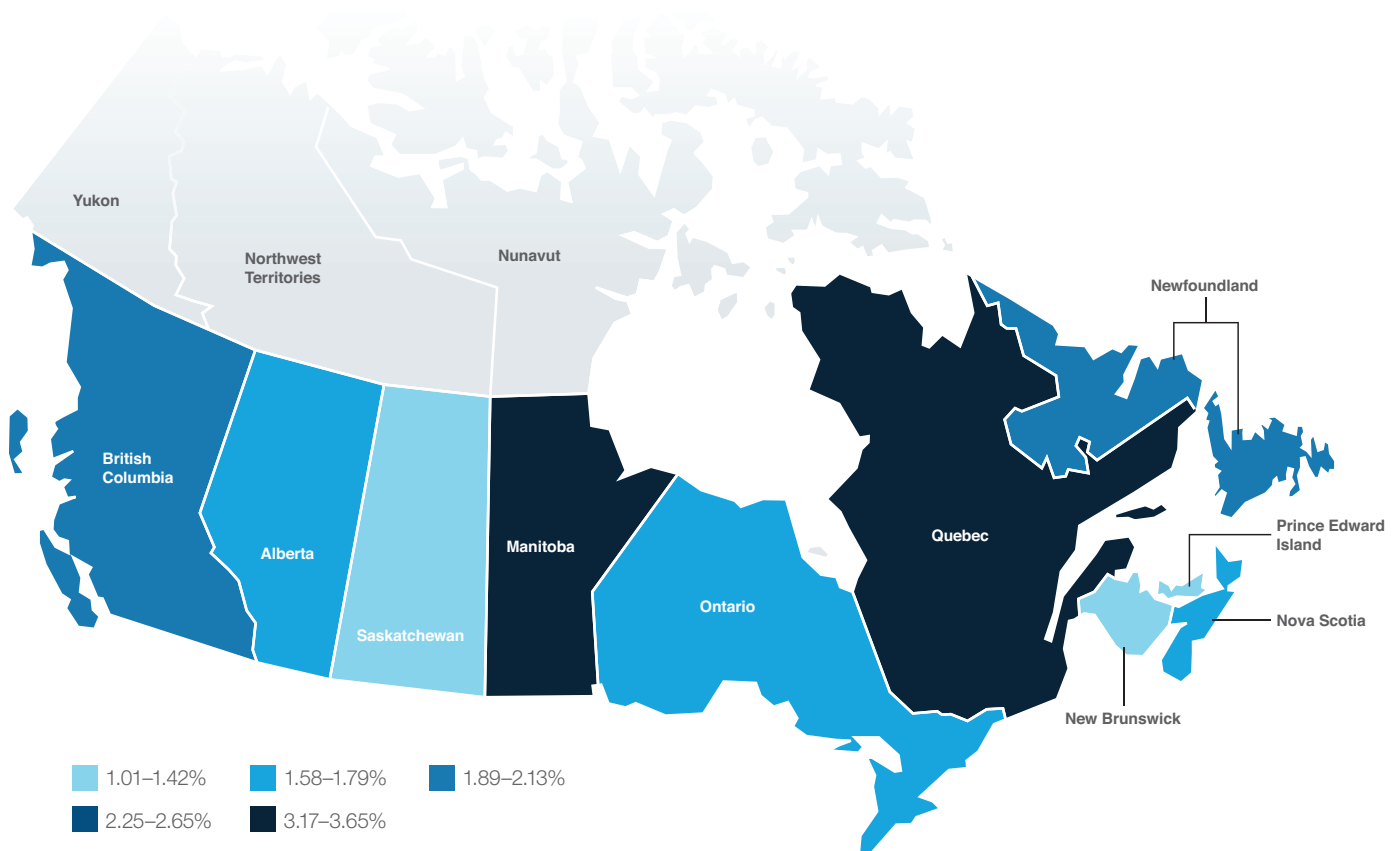 Yukon
Northwest
Territories
Nunavut
Newfoundland
British
Columbia
Alberta
Saskatchewan
Manitoba
Ontario
Quebec
Prince Edward
Island
Nova Scotia
New Brunswick
1.01–1.42%
1.58–1.79%
1.89–2.13%
2.25–2.65%
3.17–3.65%